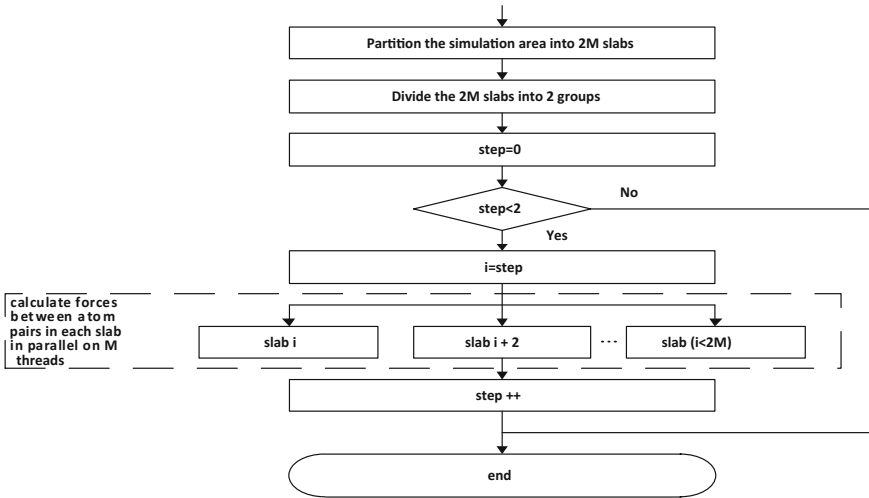 Partition the simulation area into 2M slabs
Divide the 2M slabs into 2 groups
step=0
step<2
No
Yes
i=step
calculate forces
between atom
pairs in each slab
in parallel on M
threads
slab i
slab i + 2
...
slab (i<2M)
step ++
end